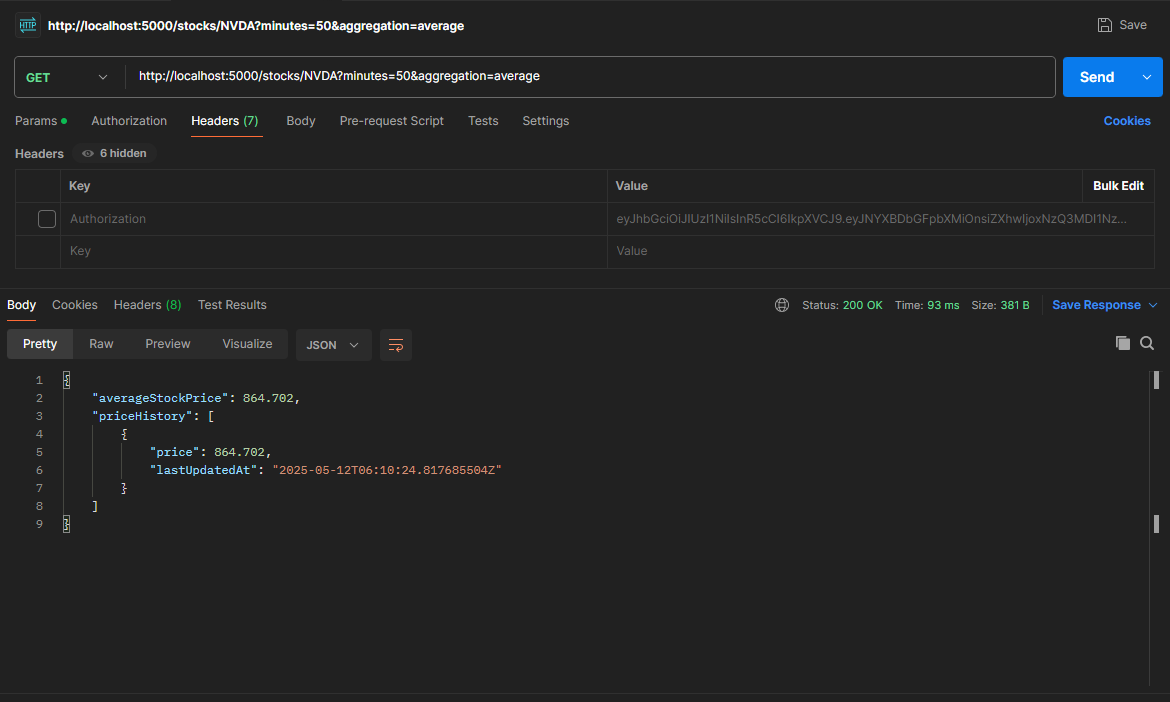 HTTP http://localhost:5000/stocks/NVDA?minutes=50&aggregation=average Save
GET http://localhost:5000/stocks/NVDA?minutes=50&aggregation=average Send
Params Authorization Headers (7) Body Pre-request Script Tests Settings Cookies
Headers 6 hidden
Key Value Bulk Edit
Authorization eyJhbGciOiJIUzI1NiIsInR5cCI6IkpXVCJ9.eyJNYXBDbGFpbXMiOnsiZXhwIjoxNzQ3MDI1Nz...
Key Value
Body Cookies Headers (8) Test Results Status: 200 OK Time: 93 ms Size: 381 B Save Response
Pretty Raw Preview Visualize JSON
1 {
2 "averageStockPrice": 864.702,
3 "priceHistory": [
4 {
5 "price": 864.702,
6 "lastUpdatedAt": "2025-05-12T06:10:24.817685504Z"
7 }
8 ]
9 }